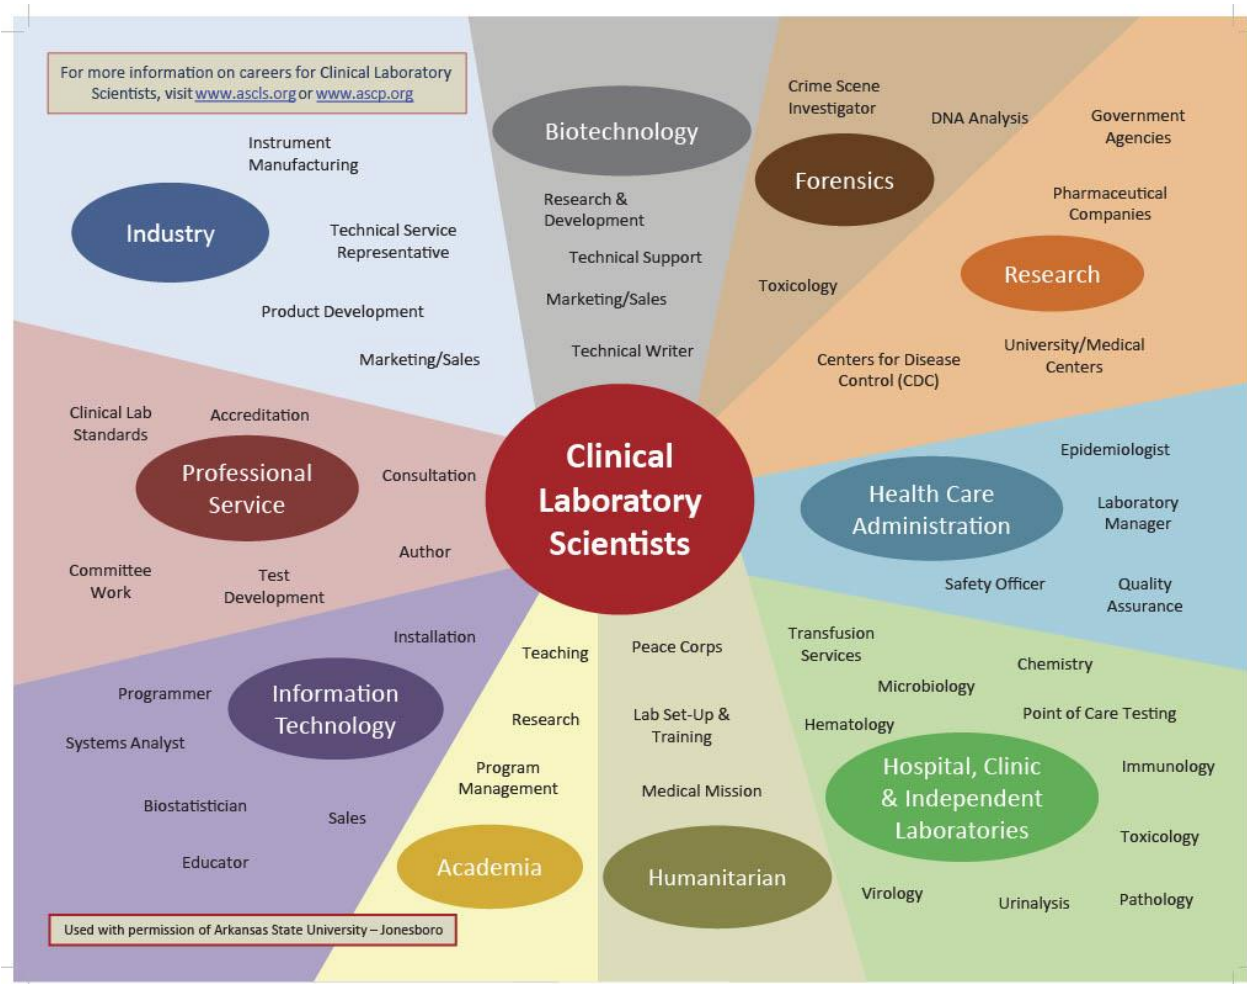 For more information on careers for Clinical Laboratory
Scientists, visit www.ascls.org or www.ascp.org
Instrument
Manufacturing
Industry
Technical Service
Representative
Product Development
Marketing/Sales
Biotechnology
Research &
Development
Technical Support
Marketing/Sales
Technical Writer
Crime Scene
Investigator
DNA Analysis
Forensics
Toxicology
Government
Agencies
Pharmaceutical
Companies
Research
University/Medical
Centers
Centers for Disease
Control (CDC)
Clinical Lab
Standards
Accreditation
Professional
Service
Consultation
Author
Committee
Work
Test
Development
Clinical
Laboratory
Scientists
Epidemiologist
Health Care
Administration
Laboratory
Manager
Safety Officer
Quality
Assurance
Installation
Programmer
Information
Technology
Systems Analyst
Biostatistician
Sales
Educator
Teaching
Research
Program
Management
Academia
Peace Corps
Lab Set-Up &
Training
Medical Mission
Humanitarian
Transfusion
Services
Chemistry
Microbiology
Hematology
Point of Care Testing
Hospital, Clinic
& Independent
Laboratories
Immunology
Toxicology
Virology
Urinalysis
Pathology
Used with permission of Arkansas State University – Jonesboro